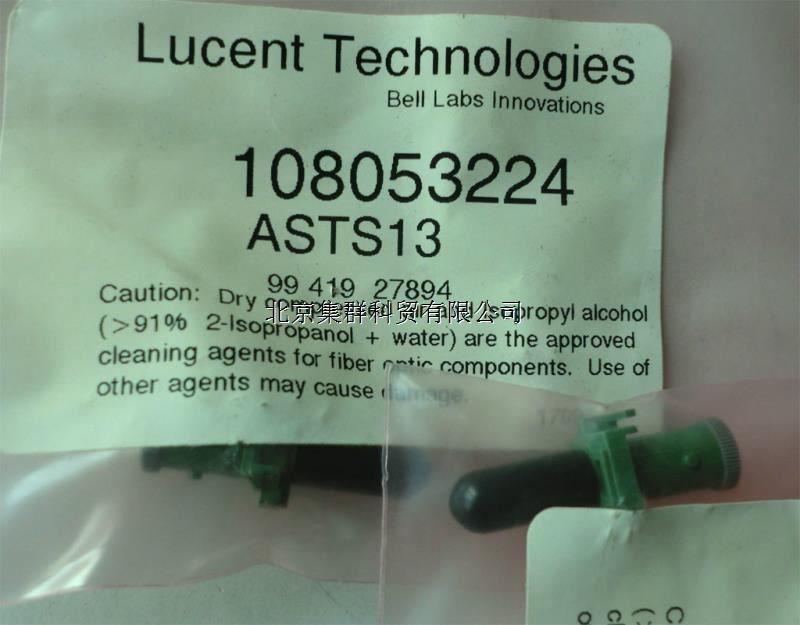 Lucent Technologies
Bell Labs Innovations
108053224
ASTS13
99 419 27894
Caution: Dry and isopropyl alcohol
北京集群科贸有限公司
(>91% 2-Isopropanol + water) are the approved
cleaning agents for fiber optic components. Use of
other agents may cause damage.